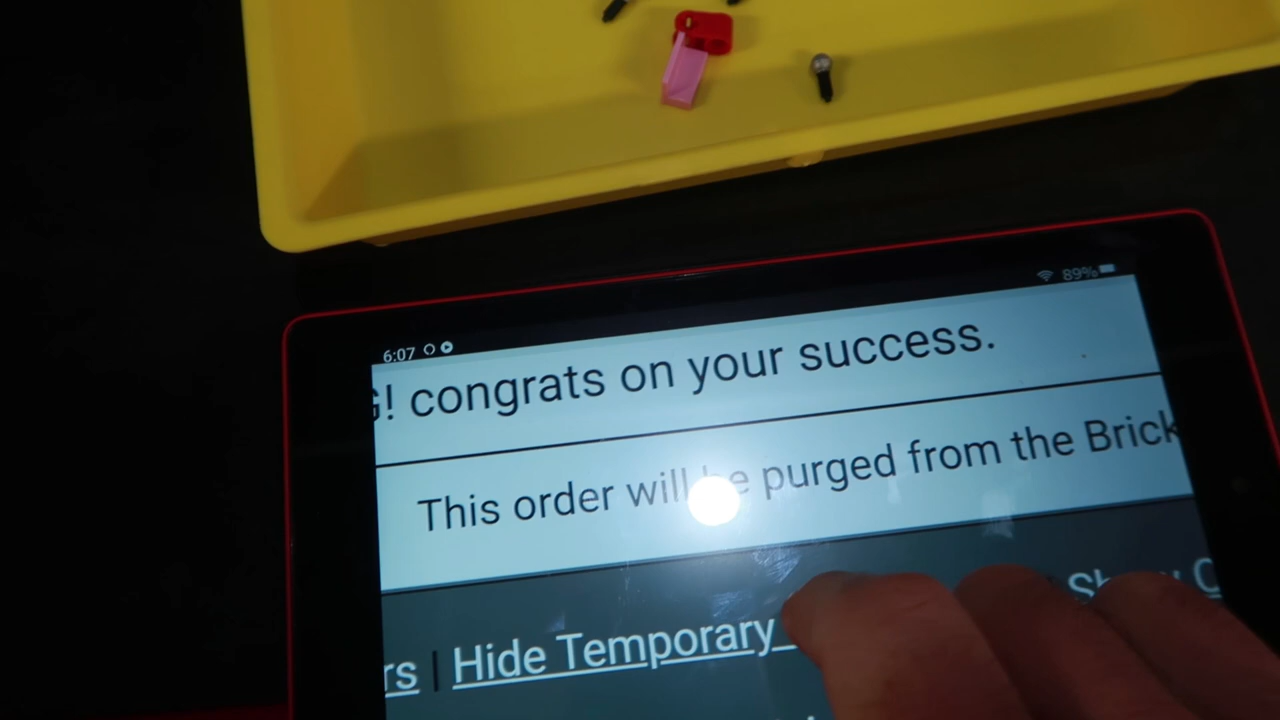 6:07
89%
! congrats on your success.
This order will be purged from the Brick
rs | Hide Temporary